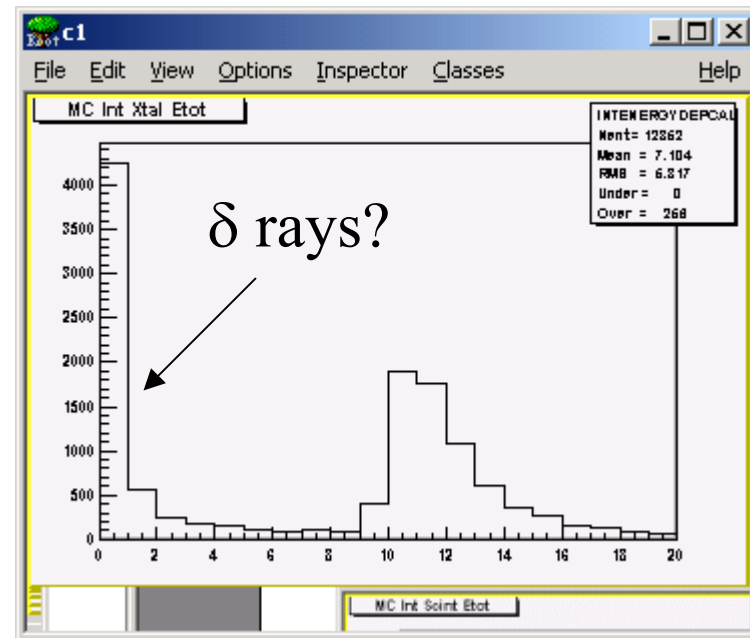 c1
File Edit View Options Inspector Classes Help
MC Int Xtal Etot
INTENERGYDEPCAL
Nent= 12862
Mean = 7.104
RMS = 6.817
Under= 0
Over = 268
δ rays?
4000
3500
3000
2500
2000
1500
1000
500
0
0 2 4 6 8 10 12 14 16 18 20
MC Int Scint Etot